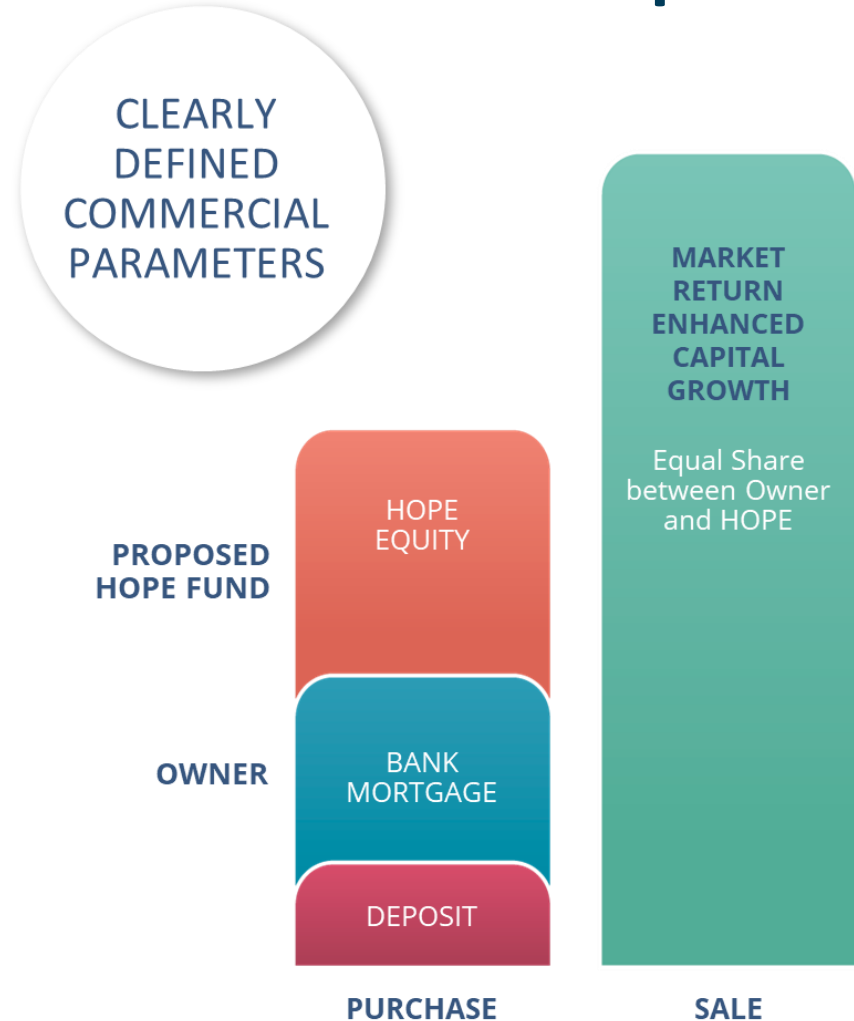 CLEARLY
DEFINED
COMMERCIAL
PARAMETERS
MARKET
RETURN
ENHANCED
CAPITAL
GROWTH
Equal Share
between Owner
and HOPE
PROPOSED
HOPE FUND
HOPE
EQUITY
OWNER
BANK
MORTGAGE
DEPOSIT
PURCHASE
SALE